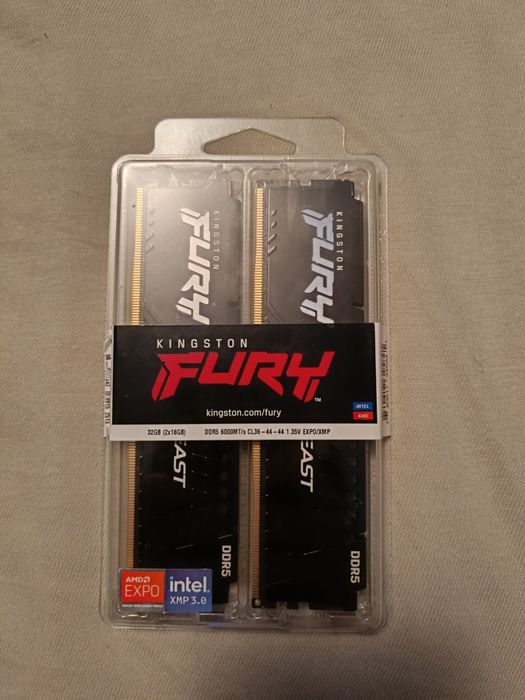 KINGSTON
FURY
KINGSTON
FURY
KINGSTON
FURY
™
kingston.com/fury
INTEL
AMD
32GB (2x16GB) DDR5 6000MT/s CL36-44-44 1.35V EXPO/XMP
EAST
EAST
DDR5
DDR5
AMD
EXPO
intel.
XMP 3.0